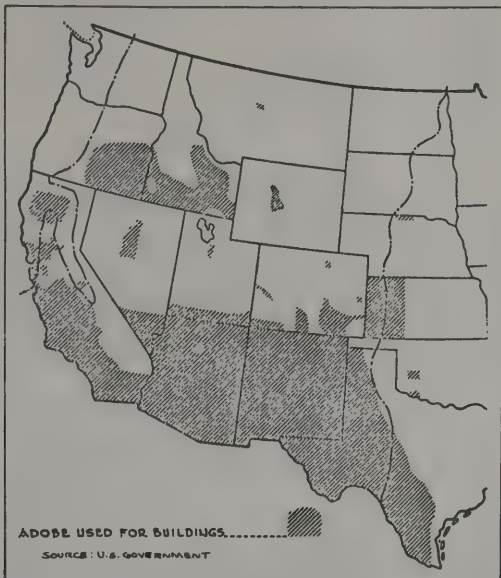 ADOBE USED FOR BUILDINGS............
SOURCE: U.S. GOVERNMENT